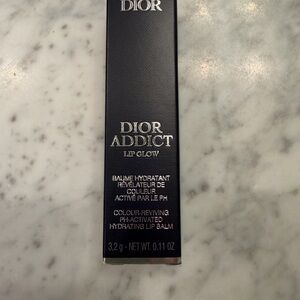 DIOR
DIOR
ADDICT
LIP GLOW
BAUME HYDRATANT
RÉVÉLATEUR DE
COULEUR
ACTIVÉ PAR LE PH
COLOUR-REVIVING
PH-ACTIVATED
HYDRATING LIP BALM
3,2 g - NET WT. 0.11 OZ